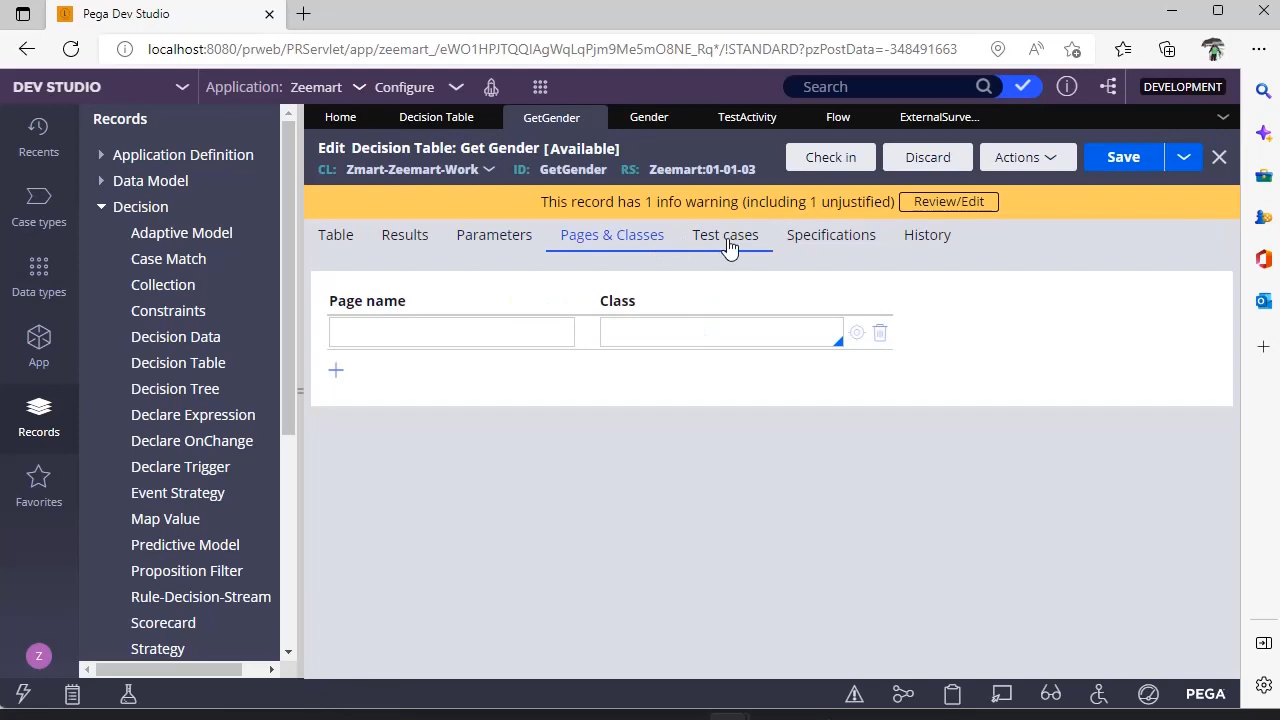 Pega Dev Studio
localhost:8080/prweb/PRServlet/app/zeemart_/eWO1HPJTQQIAgWqLqPjm9Me5mO8NE_Rq*/!STANDARD?pzPostData=-348491663
DEV STUDIO
Application: Zeemart
Configure
Search
DEVELOPMENT
Recents
Case types
Data types
App
Records
Favorites
Z
Records
Application Definition
Data Model
Decision
Adaptive Model
Case Match
Collection
Constraints
Decision Data
Decision Table
Decision Tree
Declare Expression
Declare OnChange
Declare Trigger
Event Strategy
Map Value
Predictive Model
Proposition Filter
Rule-Decision-Stream
Scorecard
Strategy
Home Decision Table GetGender Gender TestActivity Flow ExternalSurve...
Edit Decision Table: Get Gender [Available]
CL: Zmart-Zeemart-Work ID: GetGender RS: Zeemart:01-01-03
Check in Discard Actions Save
This record has 1 info warning (including 1 unjustified) Review/Edit
Table Results Parameters Pages & Classes Test cases Specifications History
Page name Class
PEGA